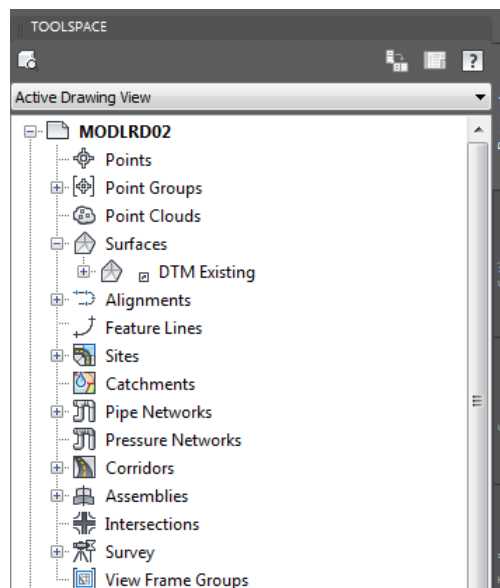 TOOLSPACE
?
Active Drawing View
MODLRD02
Points
Point Groups
Point Clouds
Surfaces
DTM Existing
Alignments
Feature Lines
Sites
Catchments
Pipe Networks
Pressure Networks
Corridors
Assemblies
Intersections
Survey
View Frame Groups